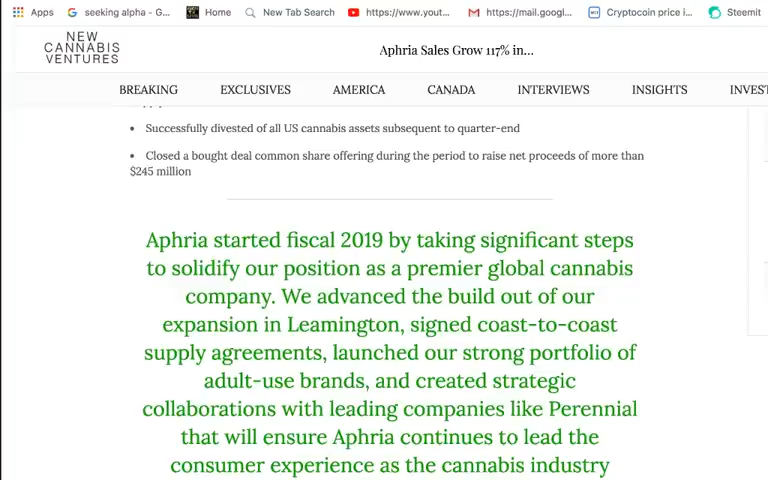 Apps seeking alpha - G... Home New Tab Search https://www.yout... https://mail.googl... Cryptocoin price i... Steemit
NEW
CANNABIS
VENTURES
Aphria Sales Grow 117% in...
BREAKING EXCLUSIVES AMERICA CANADA INTERVIEWS INSIGHTS INVEST
• Successfully divested of all US cannabis assets subsequent to quarter-end
• Closed a bought deal common share offering during the period to raise net proceeds of more than
$245 million
Aphria started fiscal 2019 by taking significant steps
to solidify our position as a premier global cannabis
company. We advanced the build out of our
expansion in Leamington, signed coast-to-coast
supply agreements, launched our strong portfolio of
adult-use brands, and created strategic
collaborations with leading companies like Perennial
that will ensure Aphria continues to lead the
consumer experience as the cannabis industry